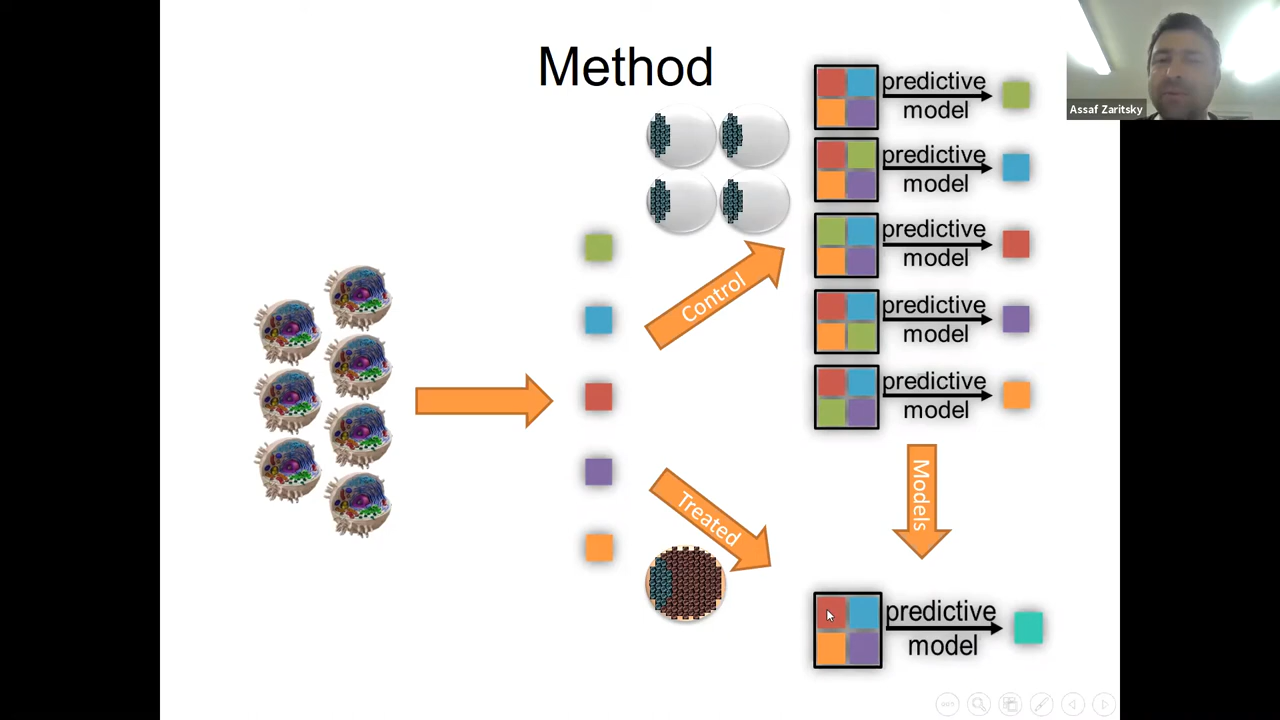 Method
Assaf Zaritsky
predictive
model
predictive
model
predictive
model
predictive
model
predictive
model
Control
Treated
Models
predictive
model